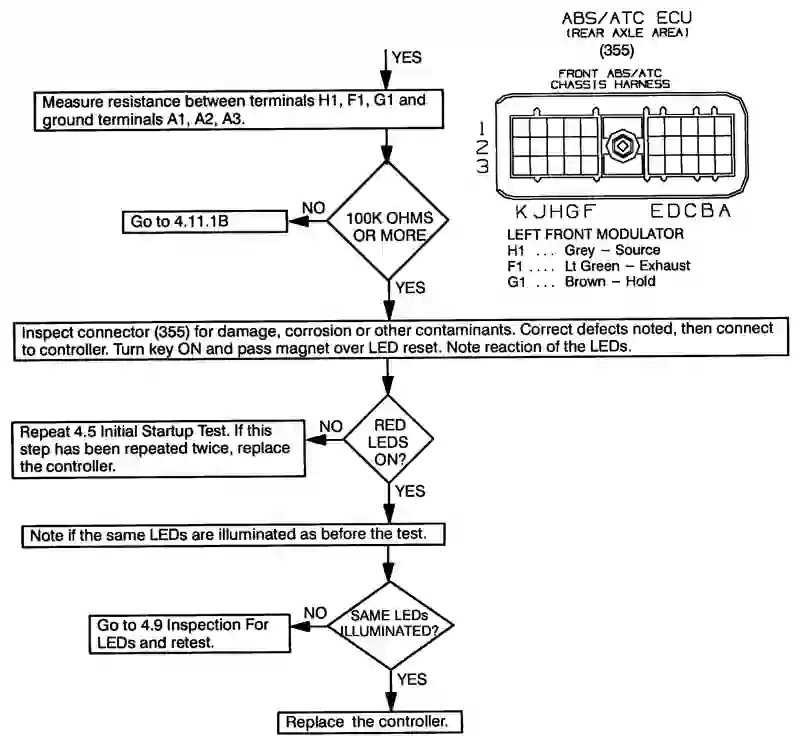 YES
Measure resistance between terminals H1, F1, G1 and
ground terminals A1, A2, A3.
NO
100K OHMS
OR MORE
Go to 4.11.1B
YES
ABS/ATC ECU
(REAR AXLE AREA)
(355)
FRONT ABS/ATC
CHASSIS HARNESS
1
2
3
K J H G F E D C B A
LEFT FRONT MODULATOR
H1 ... Grey – Source
F1 .... Lt Green – Exhaust
G1 ... Brown – Hold
Inspect connector (355) for damage, corrosion or other contaminants. Correct defects noted, then connect
to controller. Turn key ON and pass magnet over LED reset. Note reaction of the LEDs.
NO
RED
LEDS
ON?
Repeat 4.5 Initial Startup Test. If this
step has been repeated twice, replace
the controller.
YES
Note if the same LEDs are illuminated as before the test.
NO
SAME LEDs
ILLUMINATED?
Go to 4.9 Inspection For
LEDs and retest.
YES
Replace the controller.